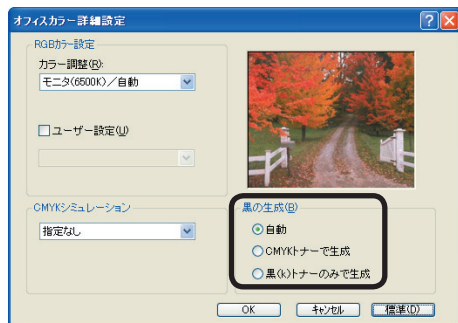 オフィスカラー詳細設定
RGBカラー設定
カラー調整(R):
モニタ(6500K)／自動
ユーザー設定(U)
CMYKシミュレーション
指定なし
黒の生成(B)
自動
CMYKトナーで生成
黒(k)トナーのみで生成
OK
キャンセル
標準(D)